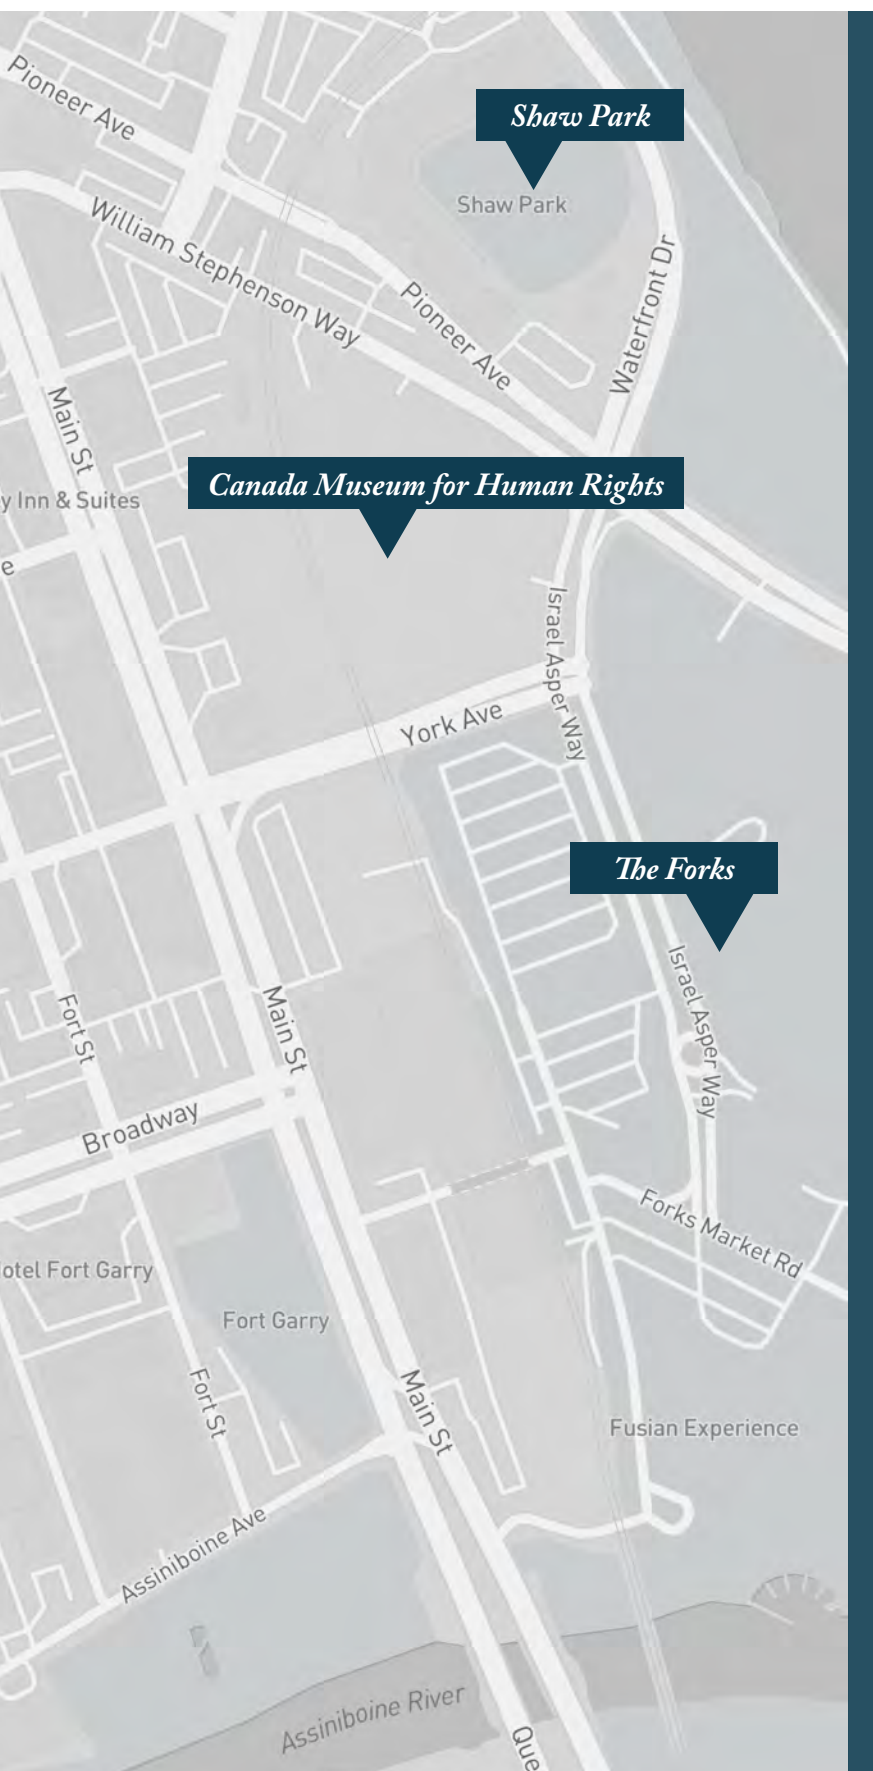 Pioneer Ave
Shaw Park
Shaw Park
William Stephenson Way
Pioneer Ave
Waterfront Dr
Main St
Canada Museum for Human Rights
y Inn & Suites
e
Israel Asper Way
York Ave
The Forks
Israel Asper Way
Fort St
Main St
Broadway
Forks Market Rd
otel Fort Garry
Fort Garry
Fort St
Main St
Fusian Experience
Assiniboine Ave
Assiniboine River
Que